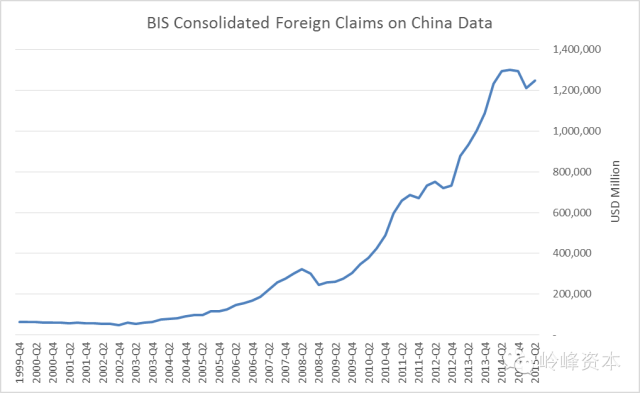 BIS Consolidated Foreign Claims on China Data
1,400,000
1,200,000
1,000,000
800,000
600,000
400,000
200,000
-
USD Million
1999-Q4
2000-Q2
2000-Q4
2001-Q2
2001-Q4
2002-Q2
2002-Q4
2003-Q2
2003-Q4
2004-Q2
2004-Q4
2005-Q2
2005-Q4
2006-Q2
2006-Q4
2007-Q2
2007-Q4
2008-Q2
2008-Q4
2009-Q2
2009-Q4
2010-Q2
2010-Q4
2011-Q2
2011-Q4
2012-Q2
2012-Q4
2013-Q2
2013-Q4
2014-Q2
2014-Q4
2015-Q2
岭峰资本